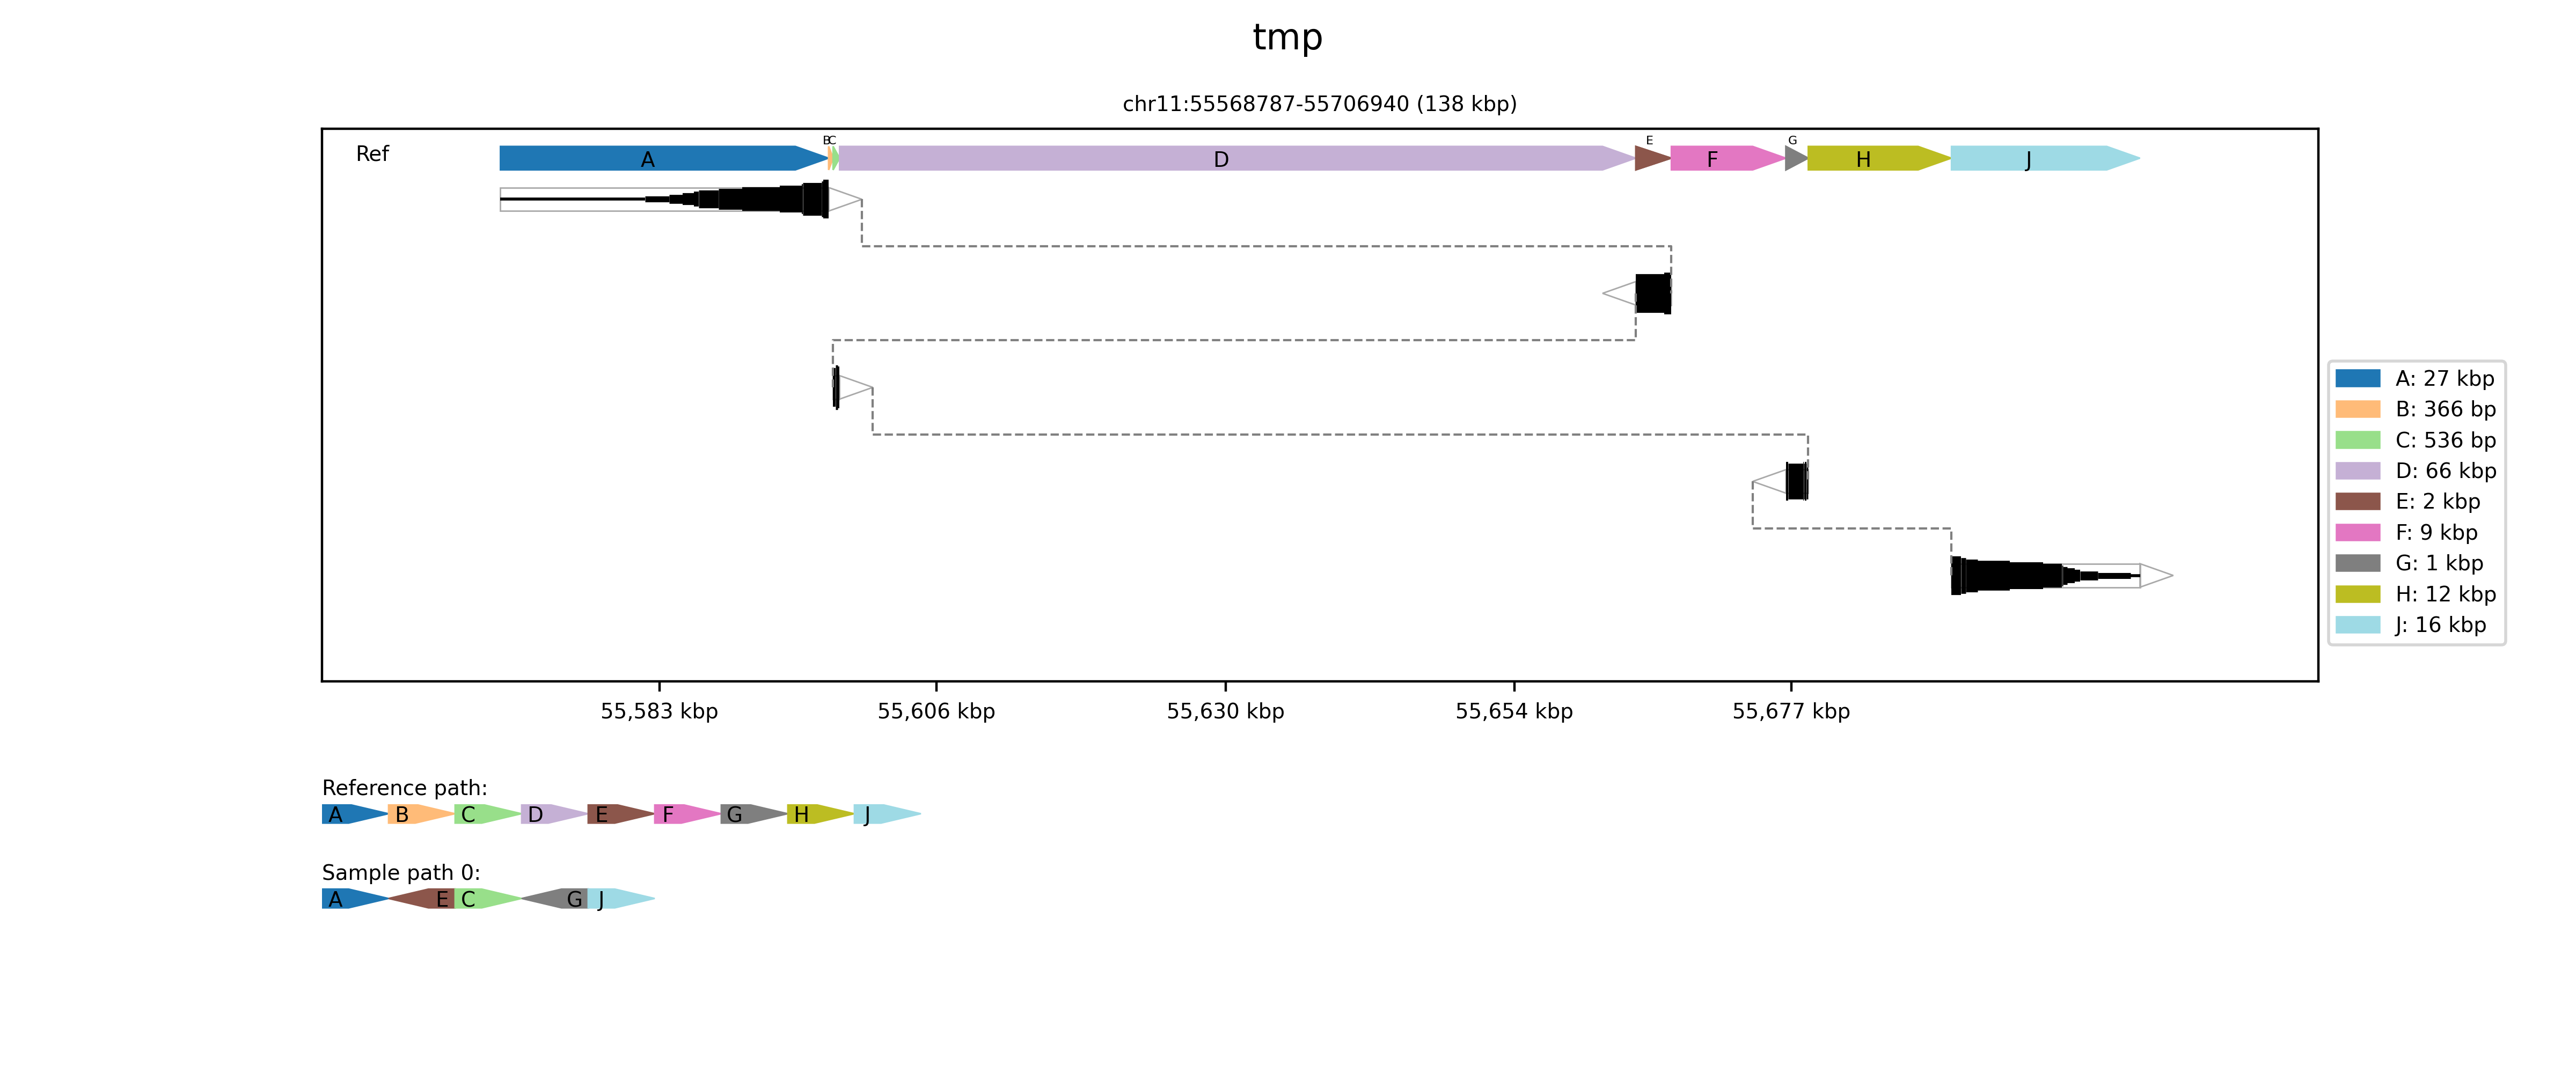 tmp
chr11:55568787-55706940 (138 kbp)
Ref
A B C D E F G H J
A: 27 kbp
B: 366 bp
C: 536 bp
D: 66 kbp
E: 2 kbp
F: 9 kbp
G: 1 kbp
H: 12 kbp
J: 16 kbp
55,583 kbp 55,606 kbp 55,630 kbp 55,654 kbp 55,677 kbp
Reference path:
A B C D E F G H J
Sample path 0:
A E C G J